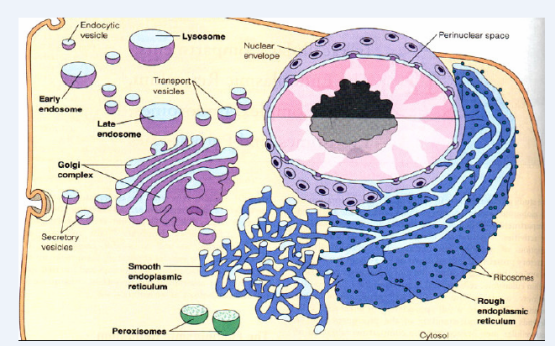 Endocytic
vesicle
Lysosome
Nuclear
envelope
Perinuclear space
Transport
vesicles
Early
endosome
Late
endosome
Golgi
complex
Secretory
vesicles
Smooth
endoplasmic
reticulum
Ribosomes
Rough
endoplasmic
reticulum
Peroxisomes
Cytosol